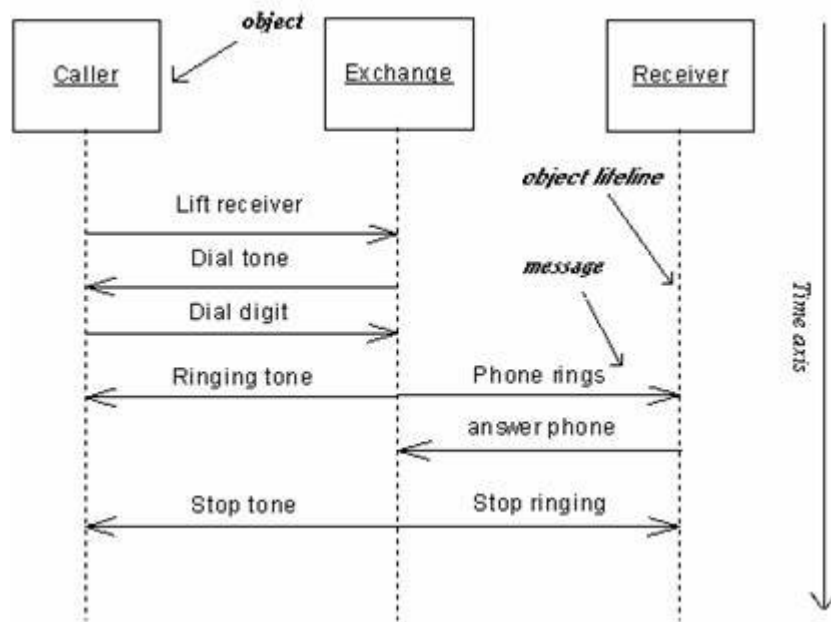 object
Caller
Exchange
Receiver
object lifeline
Lift receiver
Dial tone
message
Dial digit
Time axis
Ringing tone
Phone rings
answer phone
Stop tone
Stop ringing